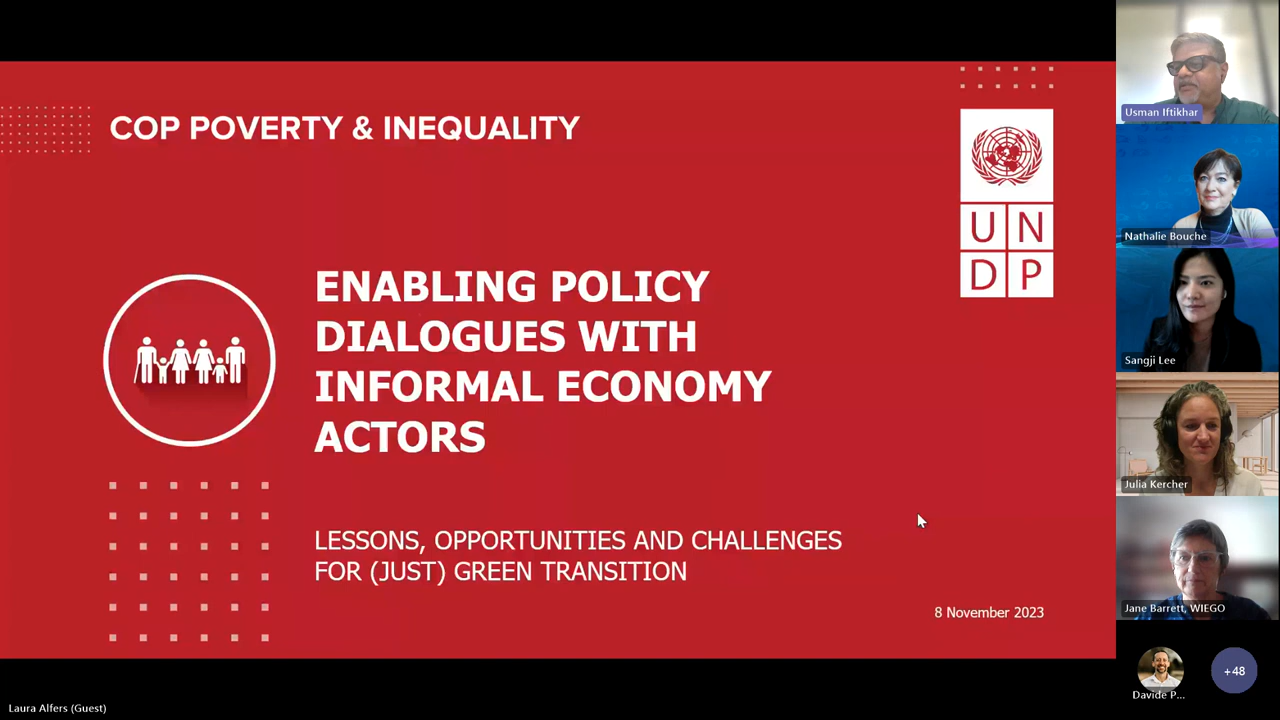 COP POVERTY & INEQUALITY
U N
D P
ENABLING POLICY
DIALOGUES WITH
INFORMAL ECONOMY
ACTORS
LESSONS, OPPORTUNITIES AND CHALLENGES
FOR (JUST) GREEN TRANSITION
8 November 2023
Usman Iftikhar
Nathalie Bouche
Sangji Lee
Julia Kercher
Jane Barrett, WIEGO
Davide P...
+48
Laura Alfers (Guest)